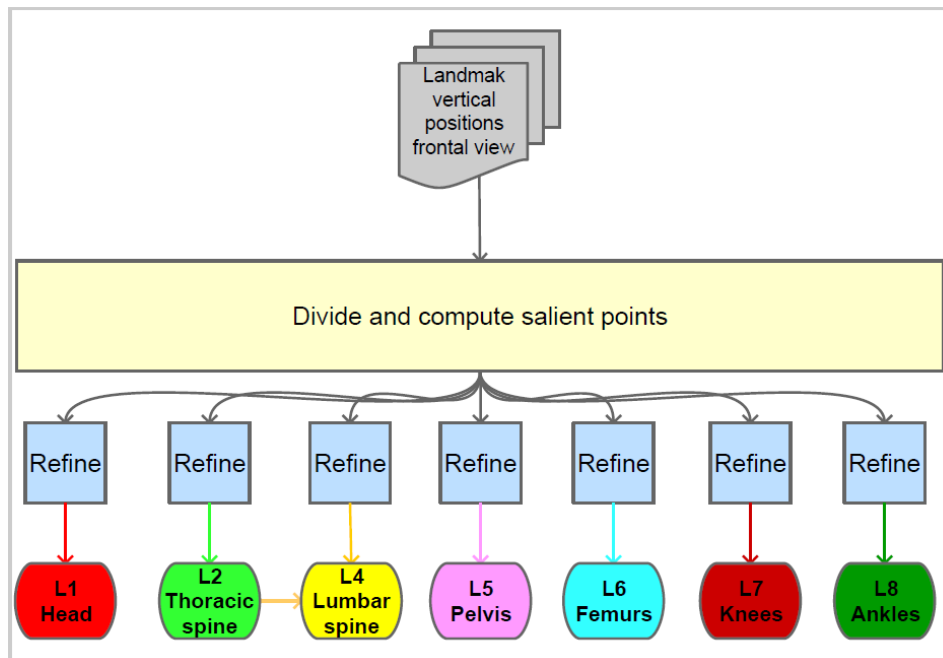 Landmak
vertical
positions
frontal view
Divide and compute salient points
Refine
Refine
Refine
Refine
Refine
Refine
Refine
L1
Head
L2
Thoracic
spine
L4
Lumbar
spine
L5
Pelvis
L6
Femurs
L7
Knees
L8
Ankles